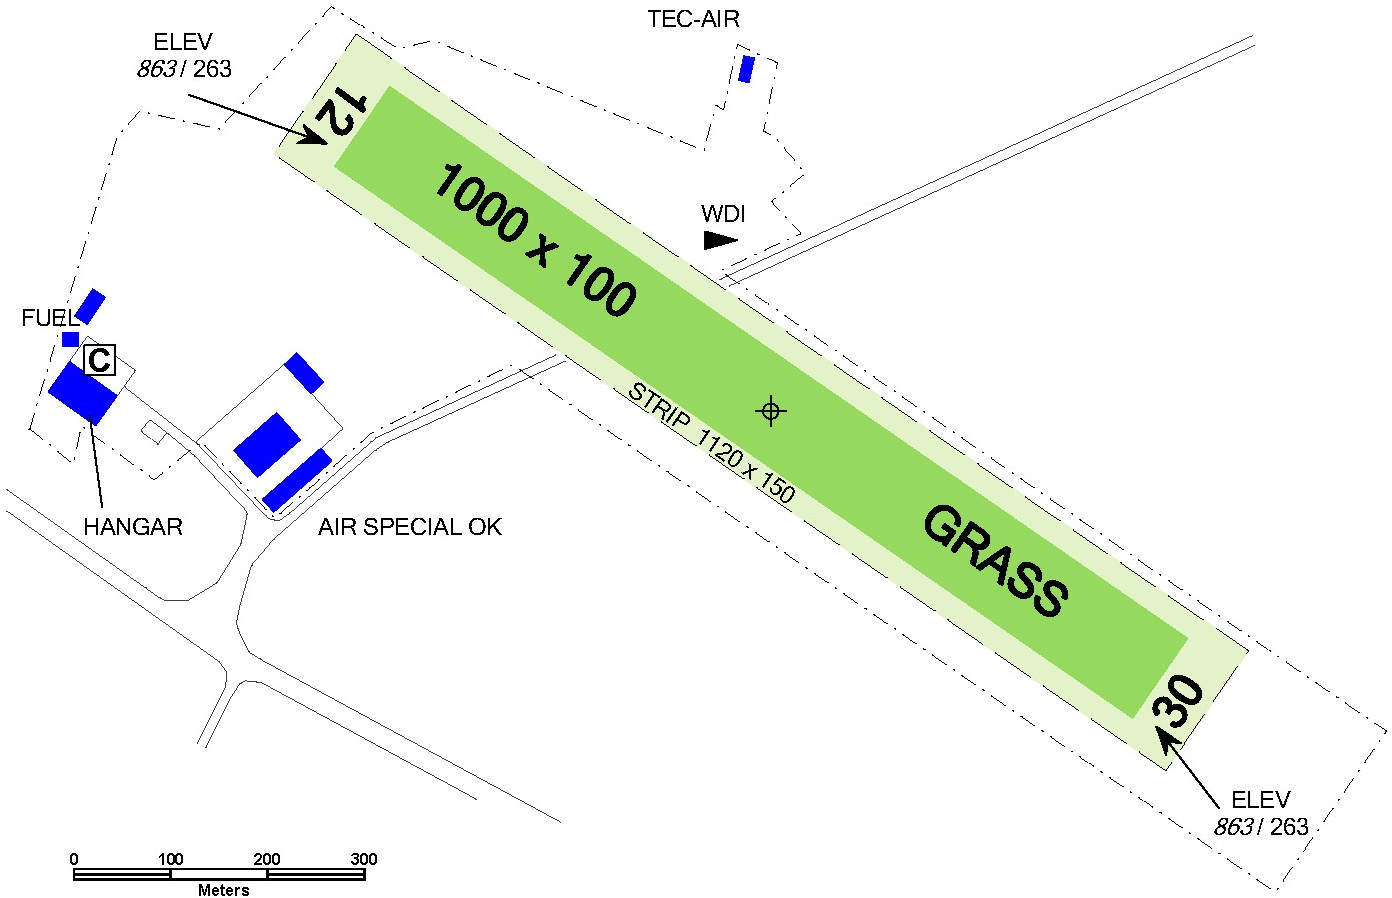 TEC-AIR
ELEV
863 / 263
12
1000 x 100
WDI
FUEL
C
STRIP 1120 x 150
HANGAR
AIR SPECIAL OK
GRASS
30
ELEV
863 / 263
0 100 200 300
Meters